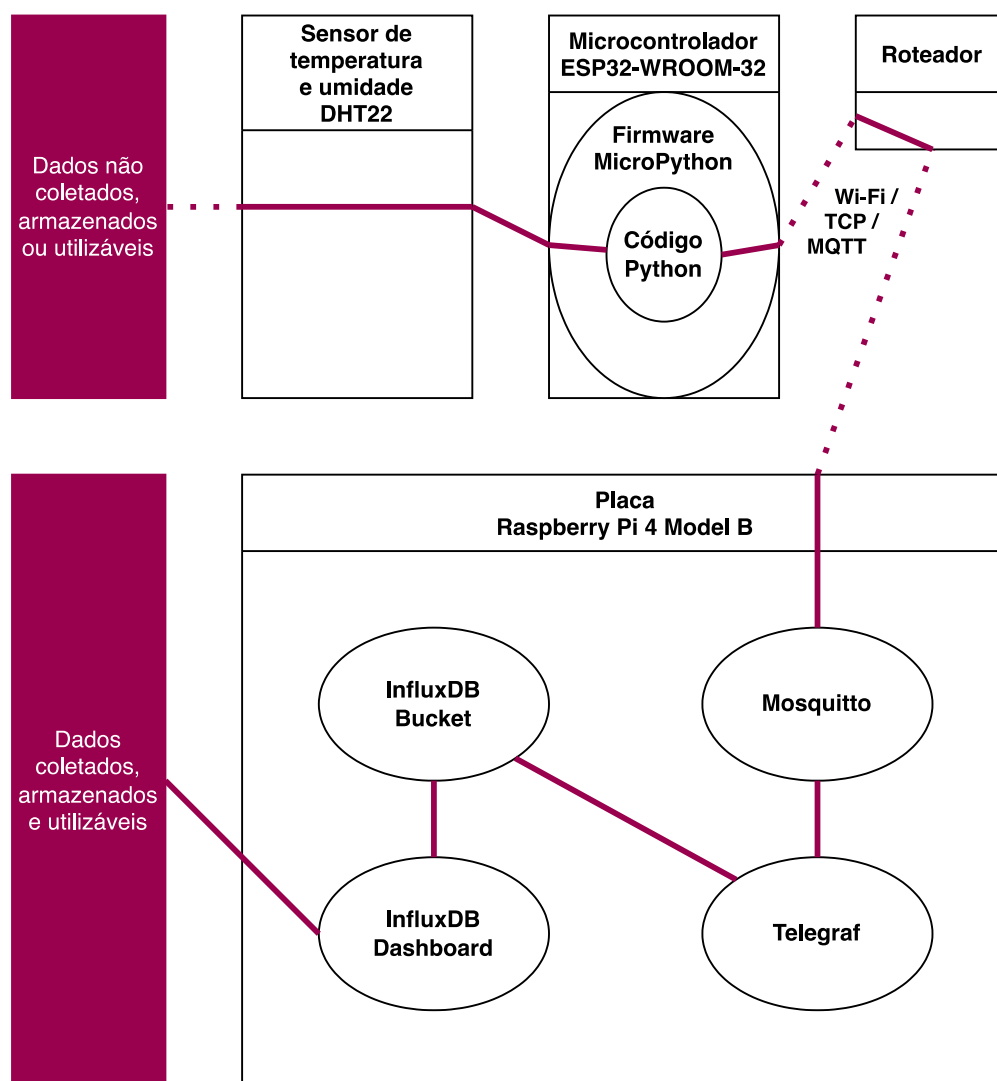 Dados não
coletados,
armazenados
ou utilizáveis
Sensor de
temperatura
e umidade
DHT22
Microcontrolador
ESP32-WROOM-32
Firmware
MicroPython
Código
Python
Roteador
Wi-Fi /
TCP /
MQTT
Dados
coletados,
armazenados
e utilizáveis
Placa
Raspberry Pi 4 Model B
InfluxDB
Bucket
Mosquitto
InfluxDB
Dashboard
Telegraf